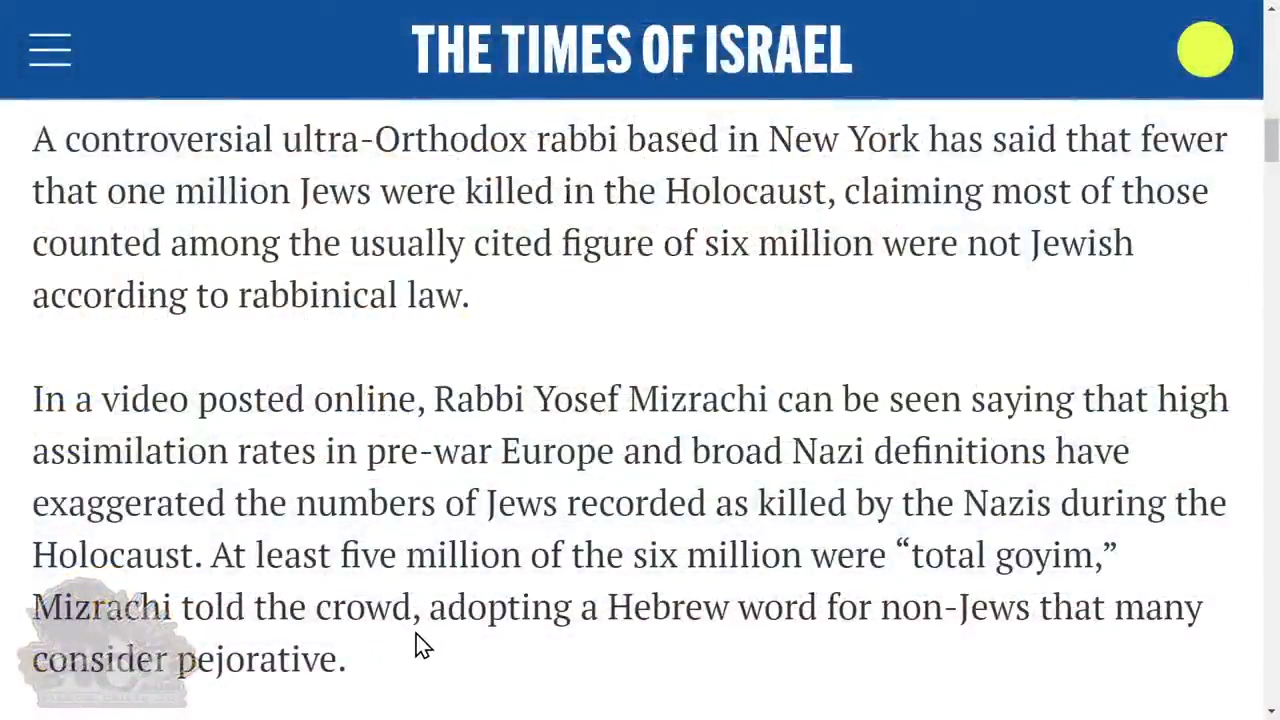 THE TIMES OF ISRAEL
A controversial ultra-Orthodox rabbi based in New York has said that fewer
that one million Jews were killed in the Holocaust, claiming most of those
counted among the usually cited figure of six million were not Jewish
according to rabbinical law.
In a video posted online, Rabbi Yosef Mizrachi can be seen saying that high
assimilation rates in pre-war Europe and broad Nazi definitions have
exaggerated the numbers of Jews recorded as killed by the Nazis during the
Holocaust. At least five million of the six million were “total goyim,”
Mizrachi told the crowd, adopting a Hebrew word for non-Jews that many
consider pejorative.